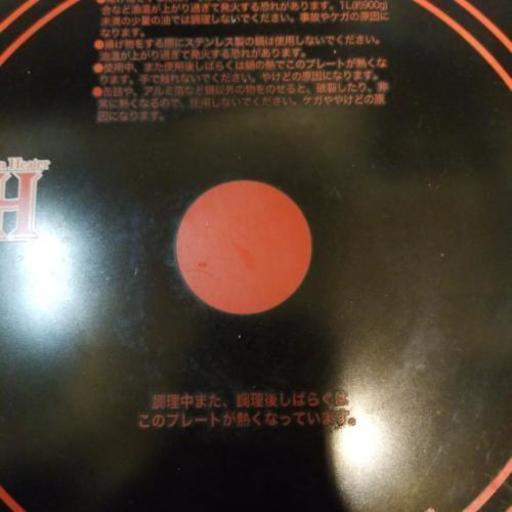 ると油温が上がりすぎて発火する恐れがあります。1L(約900g)
未満の少量の油では調理しないでください。事故やケガの原因に
なります。
●揚げ物をする際にステンレス製の鍋は使用しないでください。
油温が上がり過ぎて発火する恐れがあります。
●使用中、また使用後しばらくは鍋の熱でこのプレートが熱くな
ります。手で触れないでください。やけどの原因になります。
●缶詰や、アルミ箔など鍋以外の物をのせると、破裂したり、非
常に熱くなるので、使用しないでください。ケガややけどの原
因になります。
n Heater
H
調理中また、調理後しばらくは
このプレートが熱くなっています。